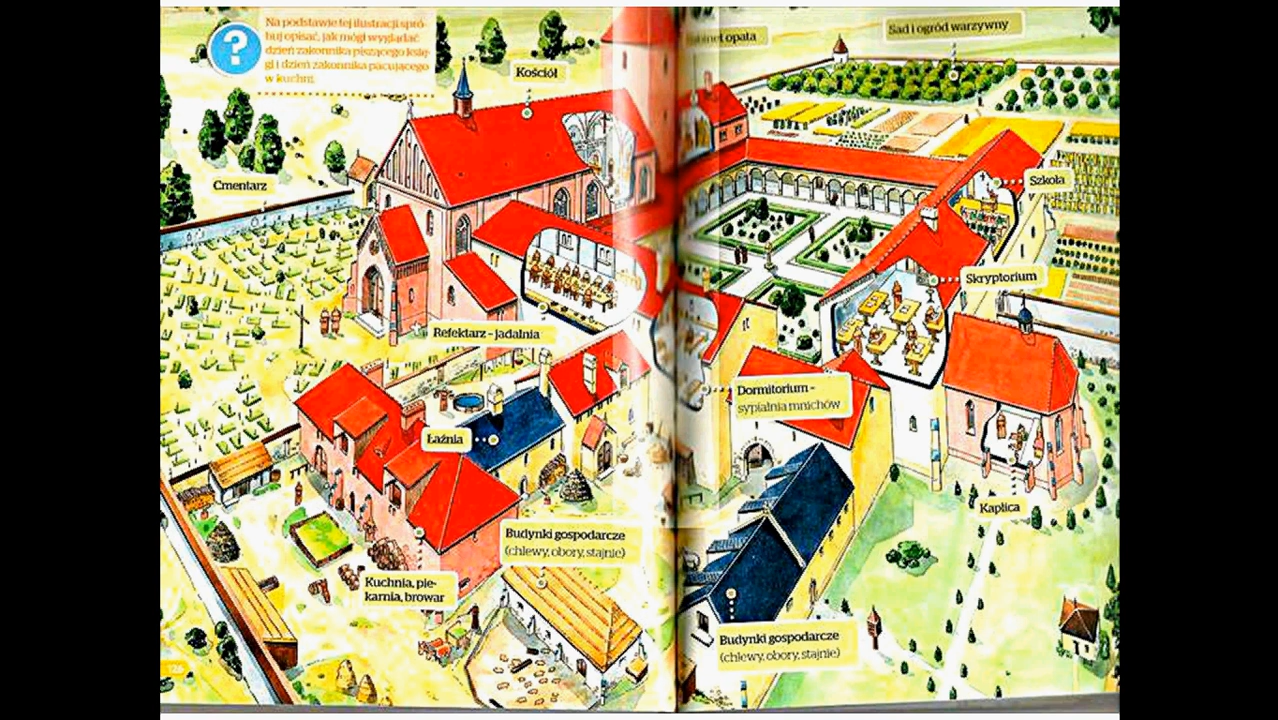 Na podstawie tej ilustracji spró-
buj opisać, jak mógł wyglądać
dzień zakonnika piszącego księ-
gi i dzień zakonnika pacującego
w kuchni.
?
Kościół
opata
Sad i ogród warzywny
Cmentarz
Szkoła
Skryptorium
Refektarz – jadalnia
Dormitorium –
sypialnia mnichów
Łaźnia
Kaplica
Budynki gospodarcze
(chlewy, obory, stajnie)
Kuchnia, pie-
karnia, browar
Budynki gospodarcze
(chlewy, obory, stajnie)
126